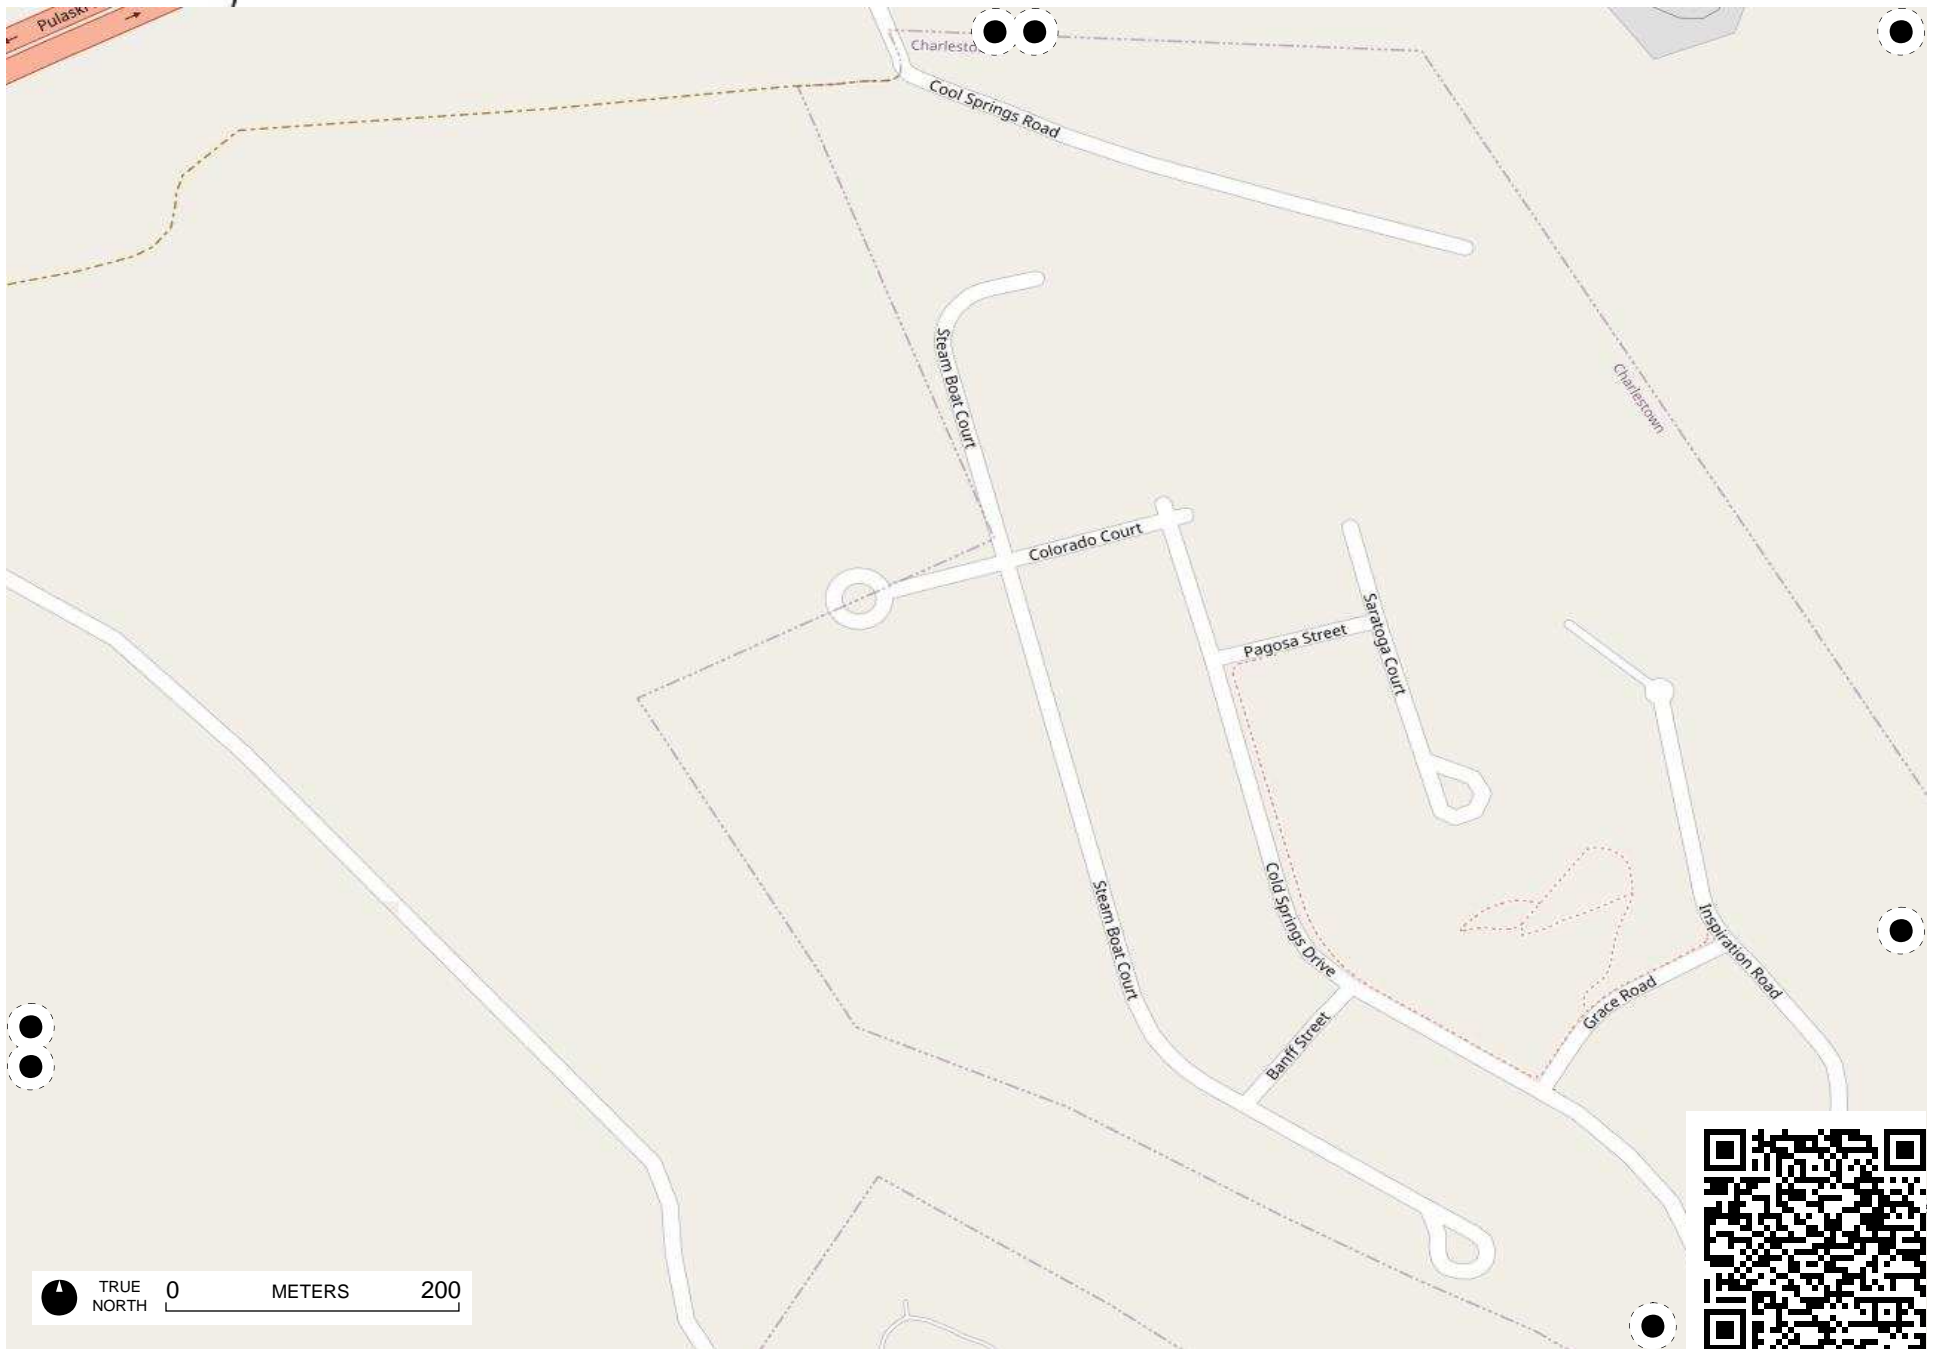 Pulaski
Charlesto
Cool Springs Road
Steam Boat Court
Charlestown
Colorado Court
Pagosa Street
Saratoga Court
Steam Boat Court
Cold Springs Drive
Inspiration Road
Grace Road
Banff Street
TRUE
NORTH
0 METERS 200